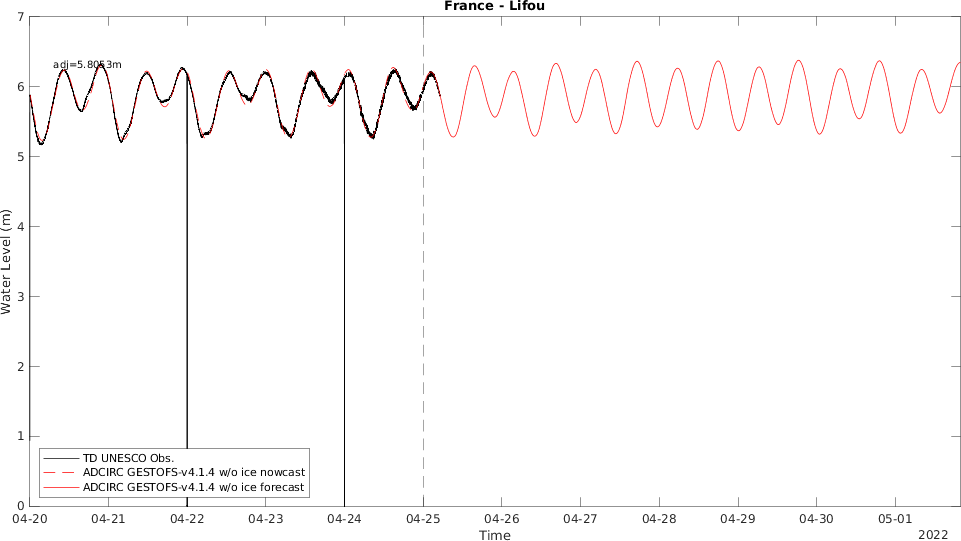 France - Lifou
adj=5.8053m
7
6
5
4
3
2
1
0
Water Level (m)
TD UNESCO Obs.
ADCIRC GESTOFS-v4.1.4 w/o ice nowcast
ADCIRC GESTOFS-v4.1.4 w/o ice forecast
04-20 04-21 04-22 04-23 04-24 04-25 04-26 04-27 04-28 04-29 04-30 05-01
Time
2022